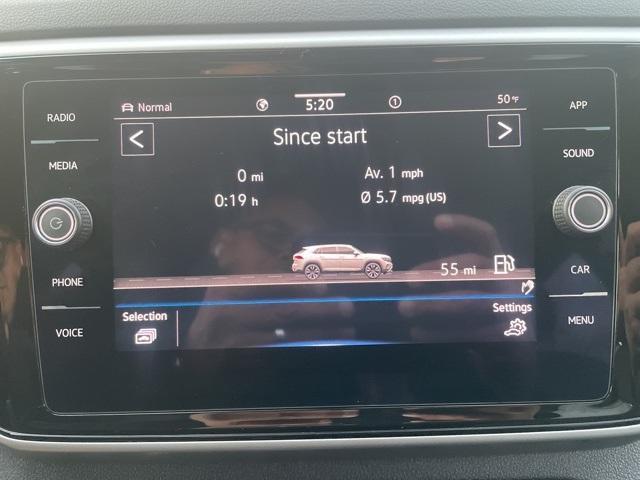 RADIO
MEDIA
PHONE
VOICE
Normal
5:20
1
50 °F
Since start
0 mi
Av. 1 mph
0:19 h
Ø 5.7 mpg (US)
55 mi
Selection
Settings
APP
SOUND
CAR
MENU